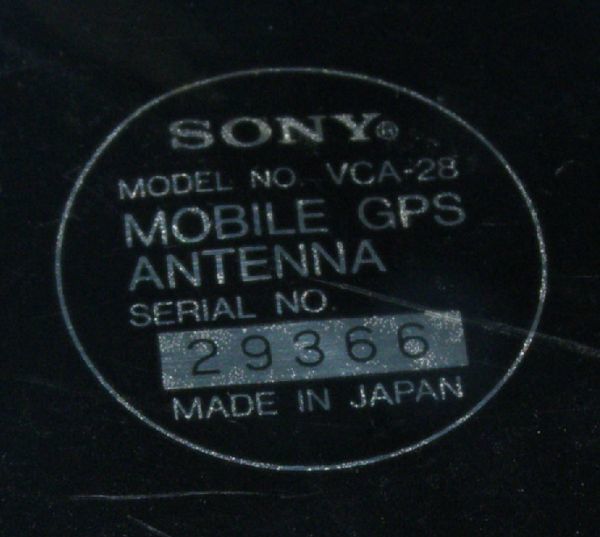 SONY®
MODEL NO. VCA-28
MOBILE GPS
ANTENNA
SERIAL NO.
29366
MADE IN JAPAN